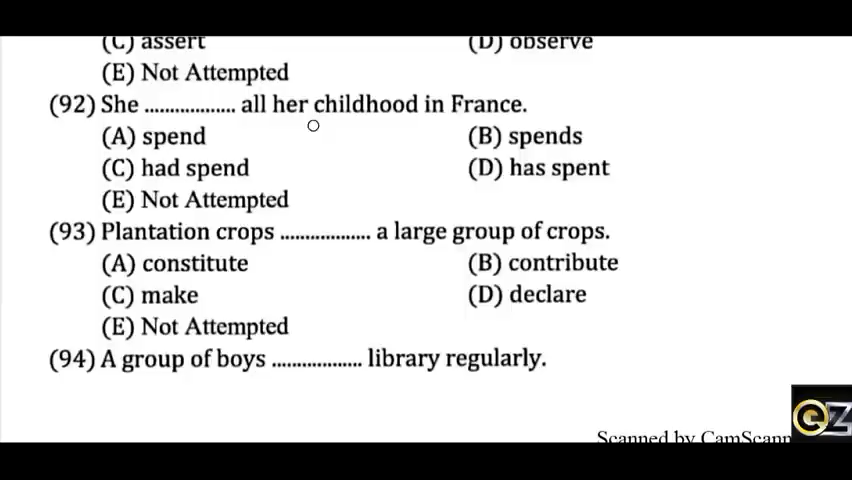 (C) assert (D) observe
(E) Not Attempted
(92) She .................. all her childhood in France.
(A) spend (B) spends
(C) had spend (D) has spent
(E) Not Attempted
(93) Plantation crops .................. a large group of crops.
(A) constitute (B) contribute
(C) make (D) declare
(E) Not Attempted
(94) A group of boys .................. library regularly.
Scanned by CamScann